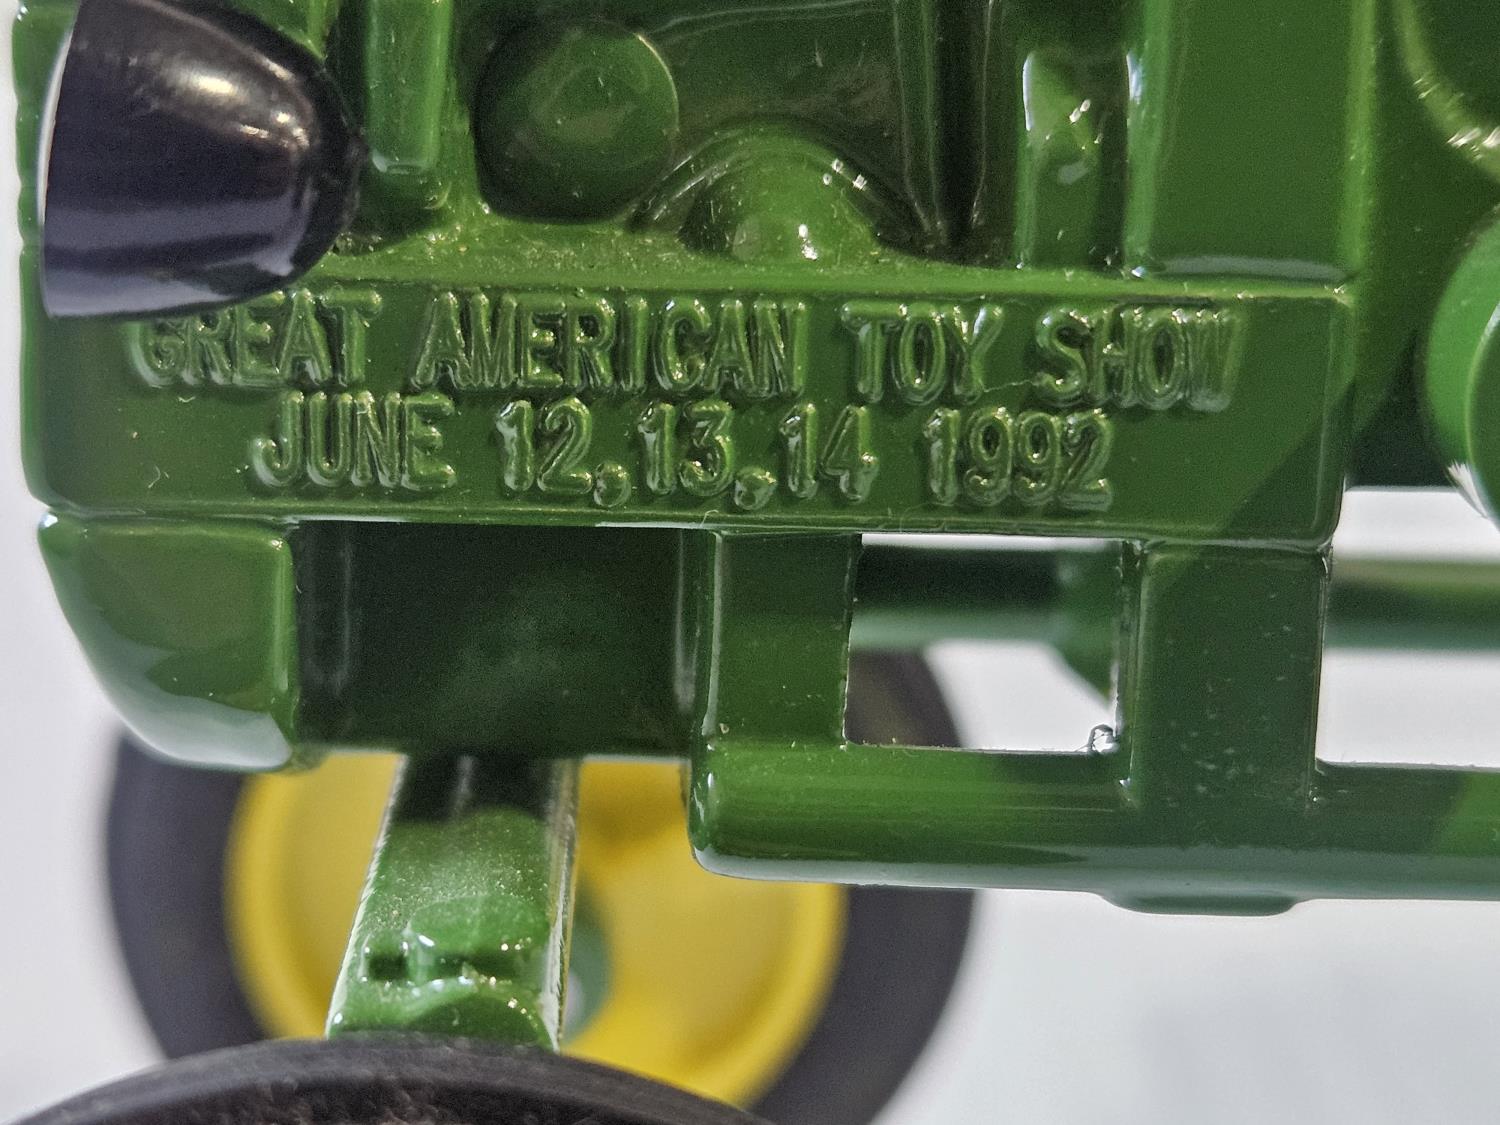 GREAT AMERICAN TOY SHOW
JUNE 12,13,14 1992